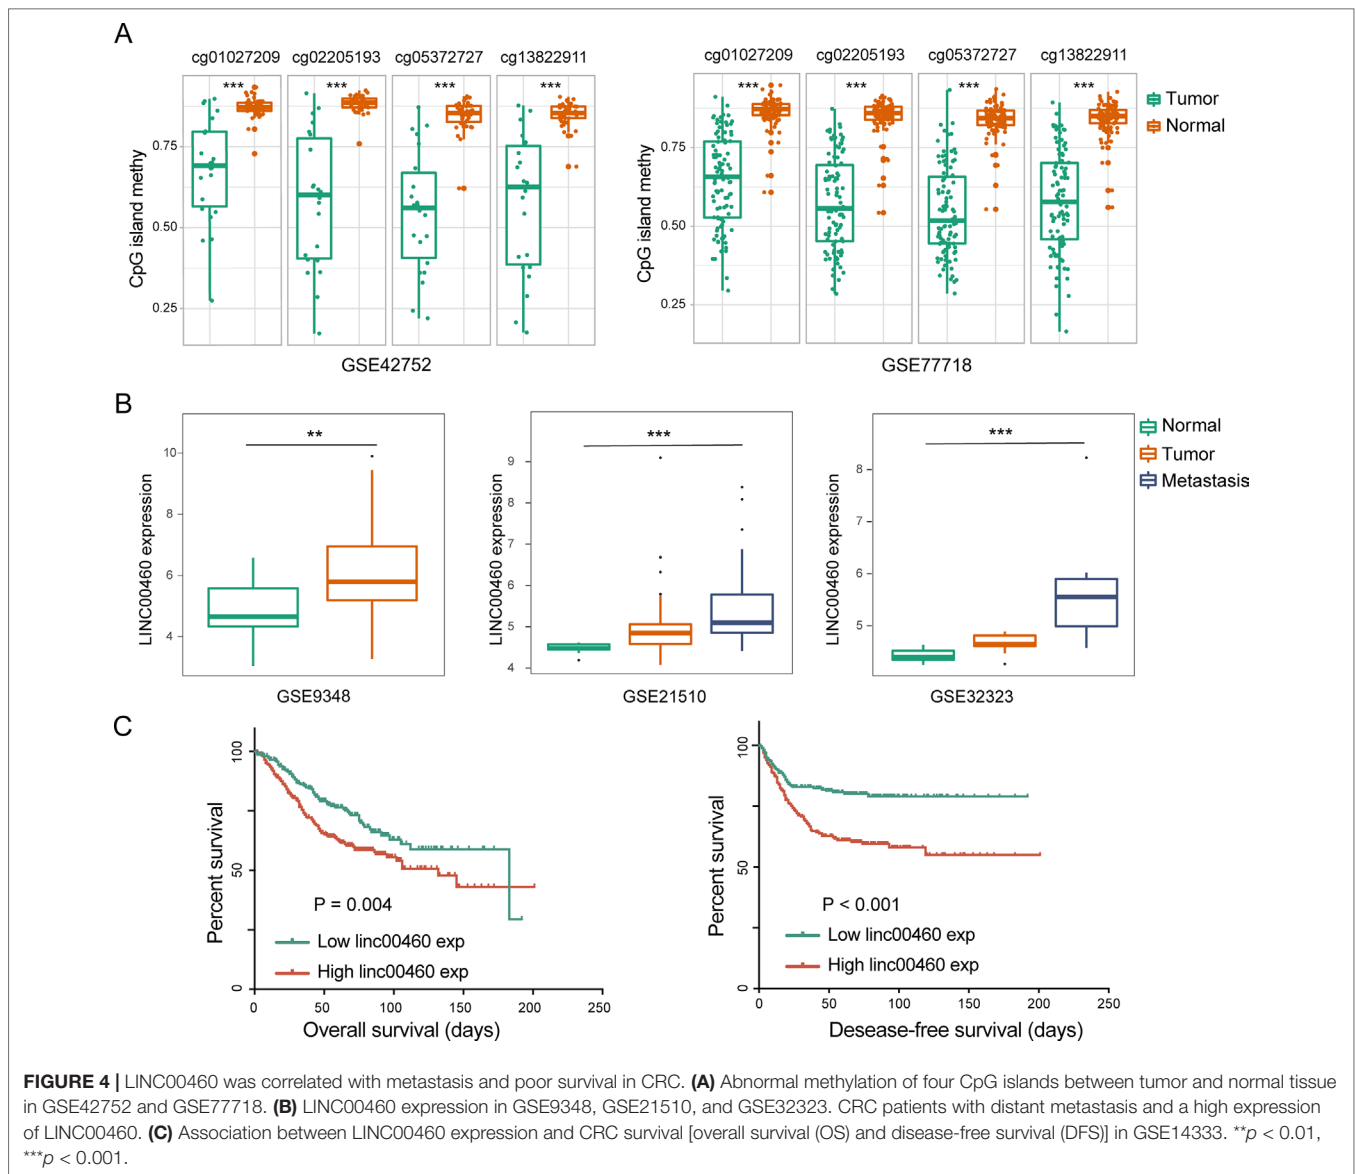 A
cg01027209 cg02205193 cg05372727 cg13822911
cg01027209 cg02205193 cg05372727 cg13822911
*** *** *** ***
*** *** *** ***
Tumor
Normal
CpG island methy
0.75
0.50
0.25
GSE42752
CpG island methy
0.75
0.50
0.25
GSE77718
B
LINC00460 expression
10
8
6
4
**
GSE9348
LINC00460 expression
9
8
7
6
5
4
***
GSE21510
LINC00460 expression
8
7
6
5
***
GSE32323
Normal
Tumor
Metastasis
C
Percent survival
100
50
0
P = 0.004
Low linc00460 exp
High linc00460 exp
0 50 100 150 200 250
Overall survival (days)
Percent survival
100
50
0
P < 0.001
Low linc00460 exp
High linc00460 exp
0 50 100 150 200 250
Desease-free survival (days)
FIGURE 4 | LINC00460 was correlated with metastasis and poor survival in CRC. (A) Abnormal methylation of four CpG islands between tumor and normal tissue
in GSE42752 and GSE77718. (B) LINC00460 expression in GSE9348, GSE21510, and GSE32323. CRC patients with distant metastasis and a high expression
of LINC00460. (C) Association between LINC00460 expression and CRC survival [overall survival (OS) and disease-free survival (DFS)] in GSE14333. **p < 0.01,
***p < 0.001.